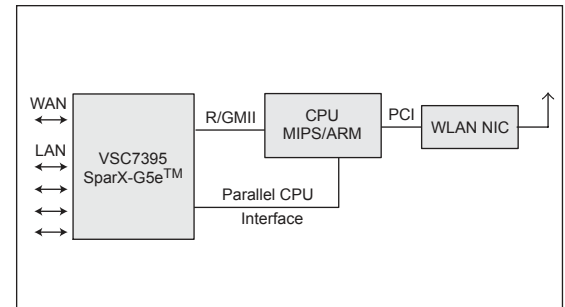 WAN
LAN
VSC7395
SparX-G5eTM
R/GMII
CPU
MIPS/ARM
PCI
WLAN NIC
Parallel CPU
Interface